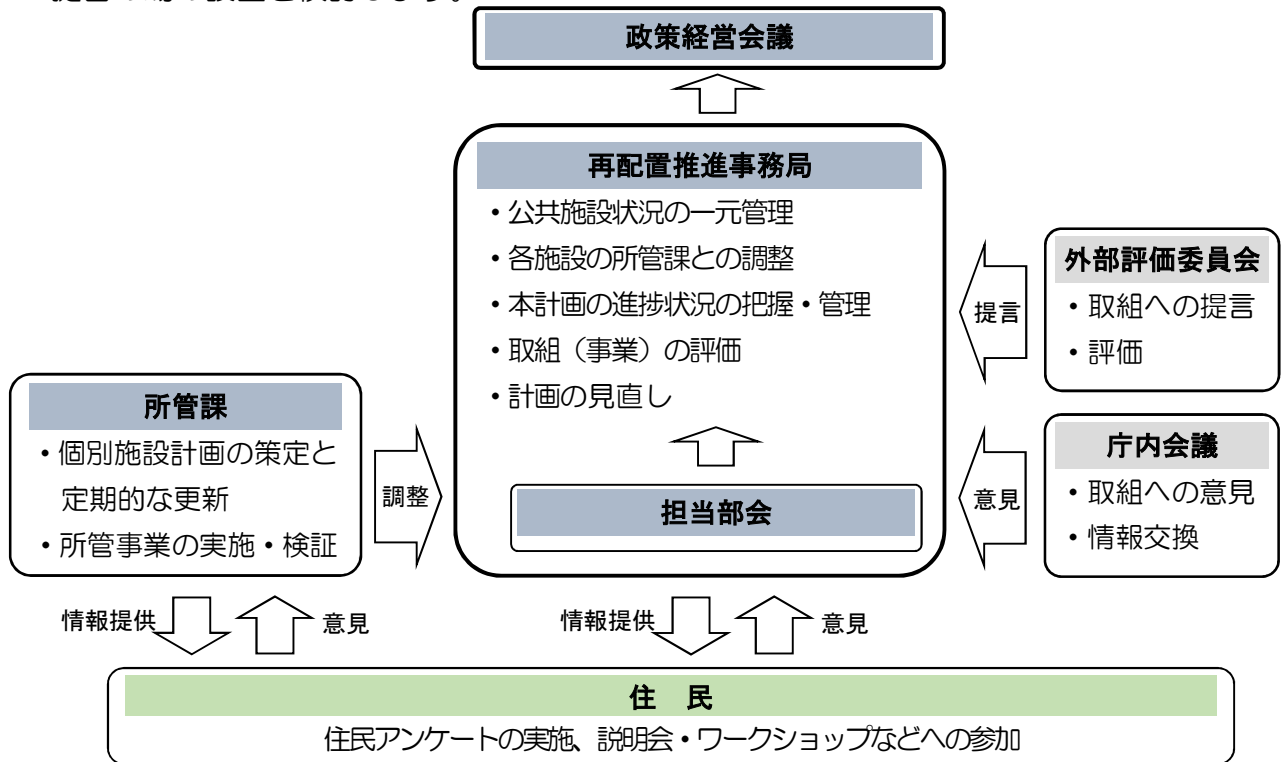 政策経営会議
再配置推進事務局
・公共施設状況の一元管理
・各施設の所管課との調整
・本計画の進捗状況の把握・管理
・取組（事業）の評価
・計画の見直し
担当部会
外部評価委員会
・取組への提言
・評価
提言
庁内会議
・取組への意見
・情報交換
意見
所管課
・個別施設計画の策定と
定期的な更新
・所管事業の実施・検証
調整
情報提供
意見
情報提供
意見
住 民
住民アンケートの実施、説明会・ワークショップなどへの参加